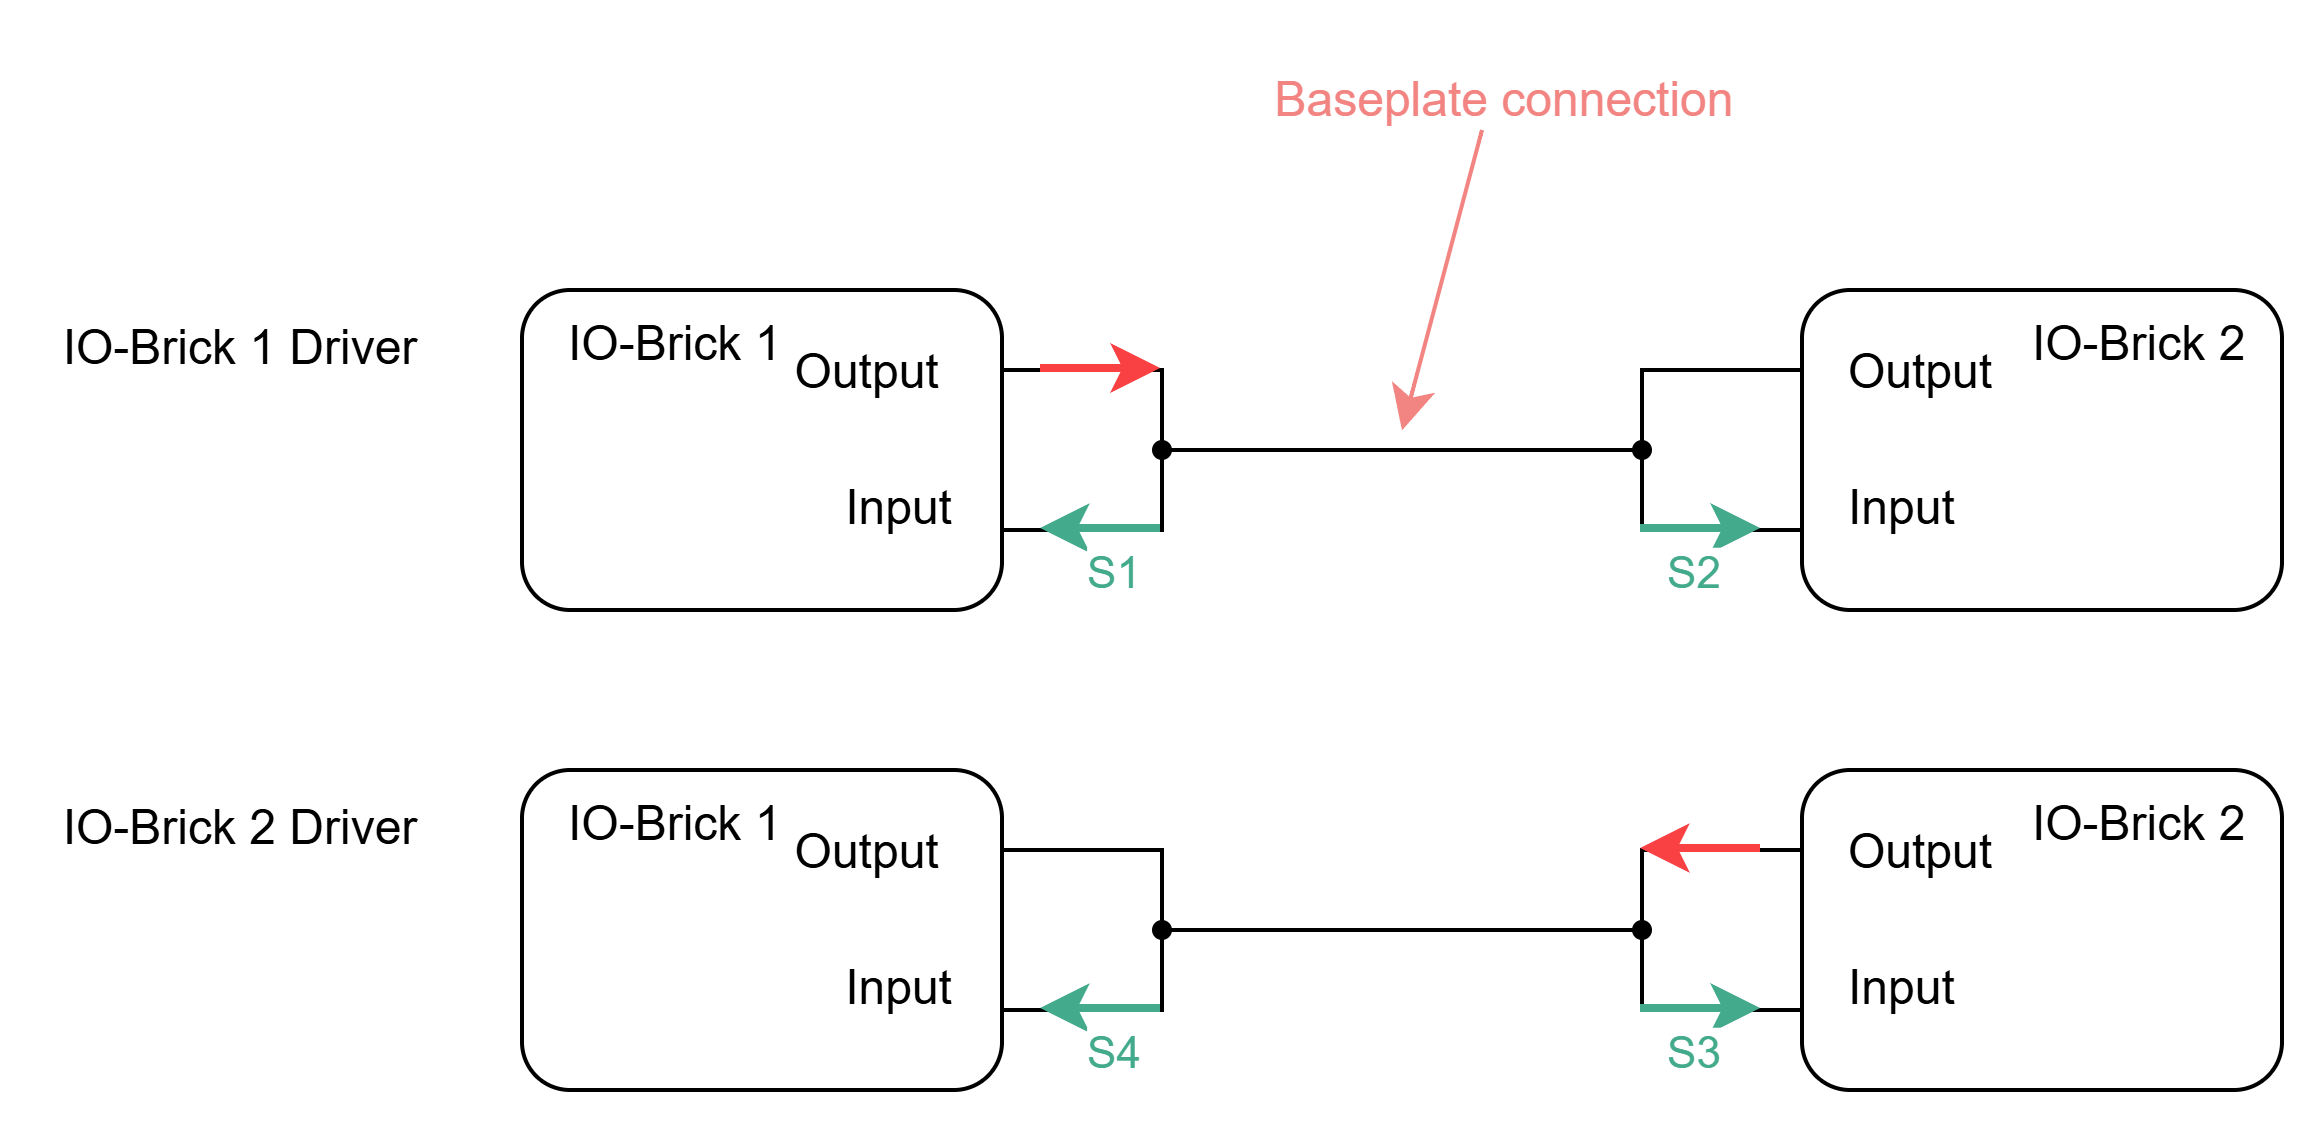 Baseplate connection
IO-Brick 1 Driver
IO-Brick 1
Output
Input
S1
IO-Brick 2
Output
Input
S2
IO-Brick 2 Driver
IO-Brick 1
Output
Input
S4
IO-Brick 2
Output
Input
S3